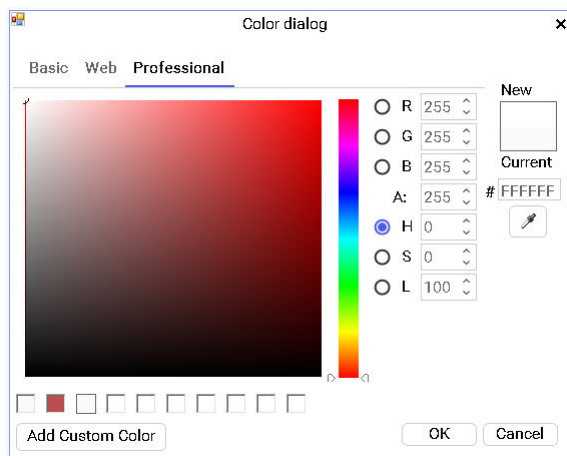 Color dialog
Basic Web Professional
New
Current
# FFFFFF
R 255
G 255
B 255
A: 255
H 0
S 0
L 100
Add Custom Color
OK Cancel